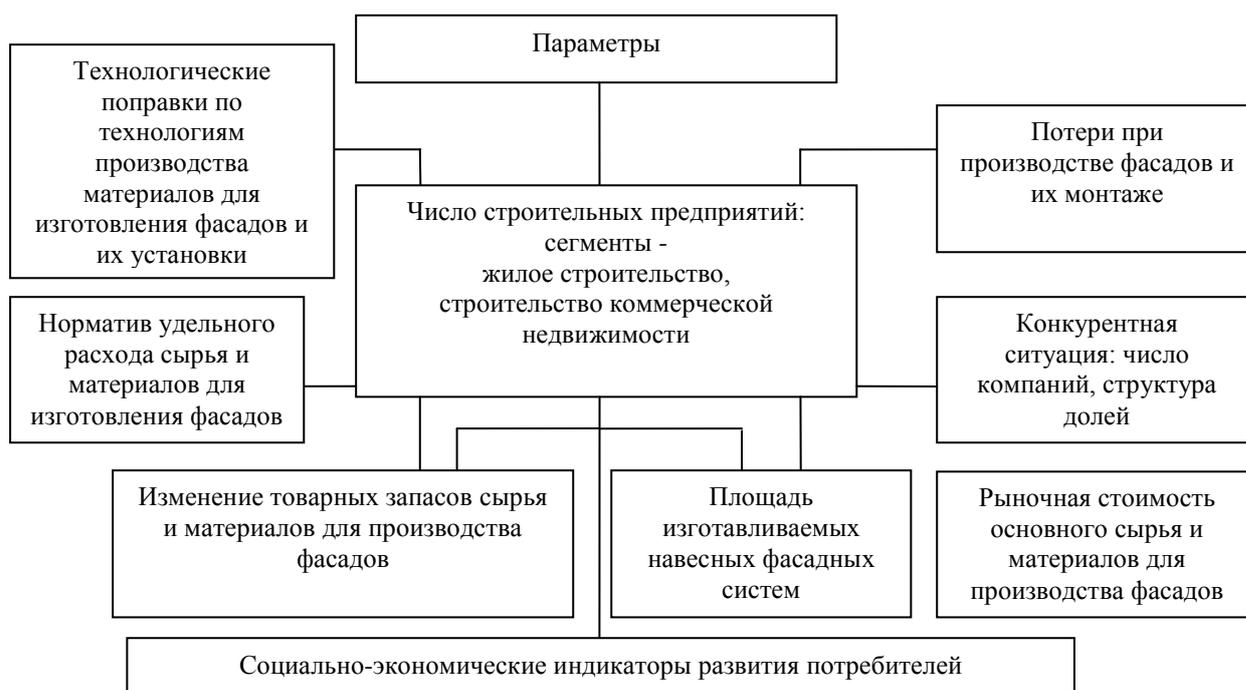 Параметры
Технологические
поправки по
технологиям
производства
материалов для
изготовления фасадов и
их установки
Потери при
производстве фасадов и
их монтаже
Число строительных предприятий:
сегменты -
жилое строительство,
строительство коммерческой
недвижимости
Норматив удельного
расхода сырья и
материалов для
изготовления фасадов
Конкурентная
ситуация: число
компаний, структура
долей
Изменение товарных запасов сырья
и материалов для производства
фасадов
Площадь
изготавливаемых
навесных фасадных
систем
Рыночная стоимость
основного сырья и
материалов для
производства фасадов
Социально-экономические индикаторы развития потребителей